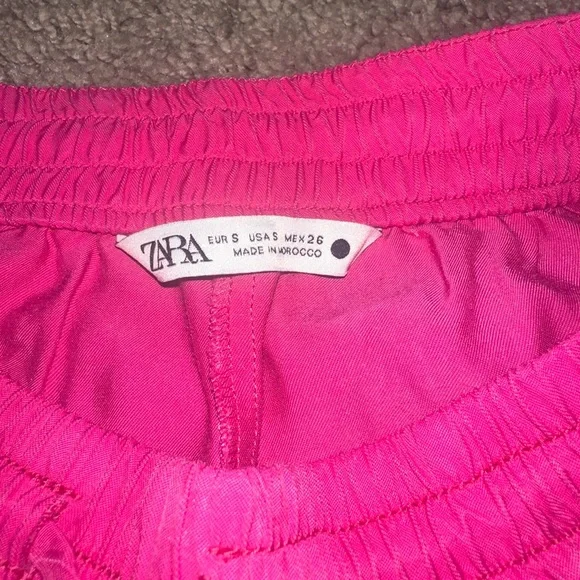 ZARA
EUR S USA S MEX 26
MADE IN MOROCCO